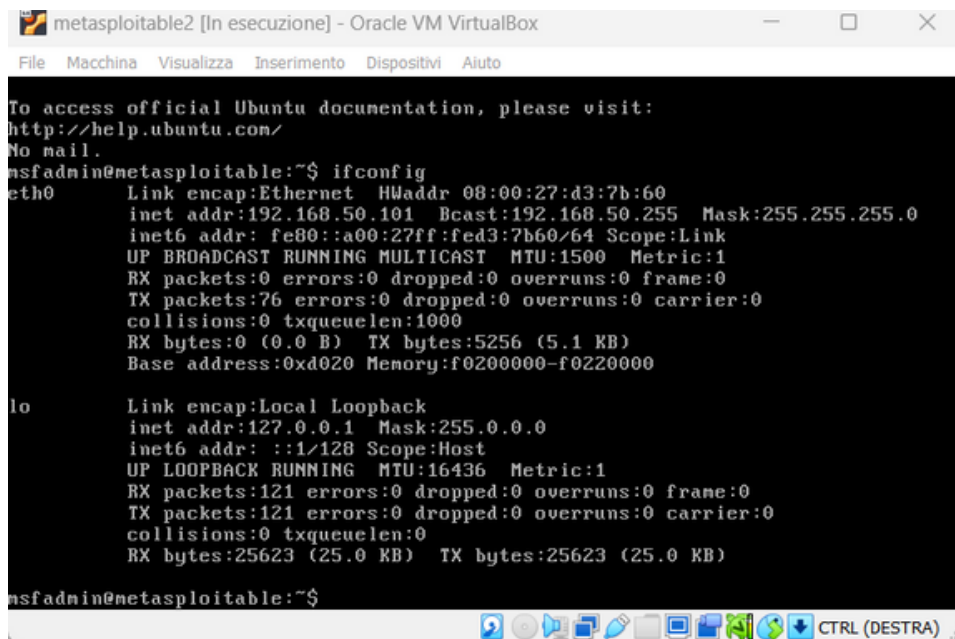 metasploitable2 [In esecuzione] - Oracle VM VirtualBox
File Macchina Visualizza Inserimento Dispositivi Aiuto
To access official Ubuntu documentation, please visit:
http://help.ubuntu.com/
No mail.
msfadmin@metasploitable:~$ ifconfig
eth0 Link encap:Ethernet HWaddr 08:00:27:d3:7b:60
inet addr:192.168.50.101 Bcast:192.168.50.255 Mask:255.255.255.0
inet6 addr: fe80::a00:27ff:fed3:7b60/64 Scope:Link
UP BROADCAST RUNNING MULTICAST MTU:1500 Metric:1
RX packets:0 errors:0 dropped:0 overruns:0 frame:0
TX packets:76 errors:0 dropped:0 overruns:0 carrier:0
collisions:0 txqueuelen:1000
RX bytes:0 (0.0 B) TX bytes:5256 (5.1 KB)
Base address:0xd020 Memory:f0200000-f0220000
lo Link encap:Local Loopback
inet addr:127.0.0.1 Mask:255.0.0.0
inet6 addr: ::1/128 Scope:Host
UP LOOPBACK RUNNING MTU:16436 Metric:1
RX packets:121 errors:0 dropped:0 overruns:0 frame:0
TX packets:121 errors:0 dropped:0 overruns:0 carrier:0
collisions:0 txqueuelen:0
RX bytes:25623 (25.0 KB) TX bytes:25623 (25.0 KB)
msfadmin@metasploitable:~$
CTRL (DESTRA)